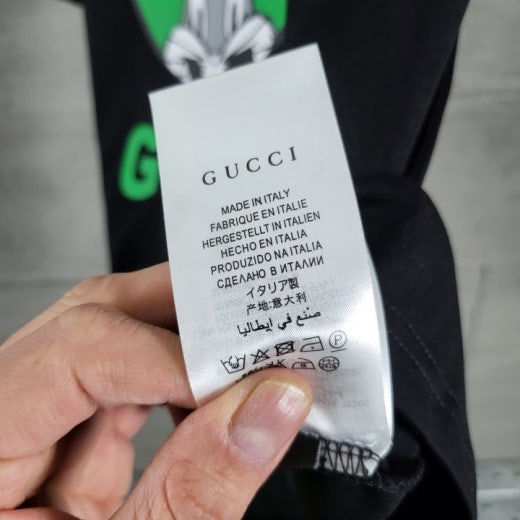 G
GUCCI
MADE IN ITALY
FABRIQUE EN ITALIE
HERGESTELLT IN ITALIEN
HECHO EN ITALIA
PRODUZIDO NA ITALIA
СДЕЛАНО В ИТАЛИИ
イタリア製
产地:意大利
صنع في إيطاليا